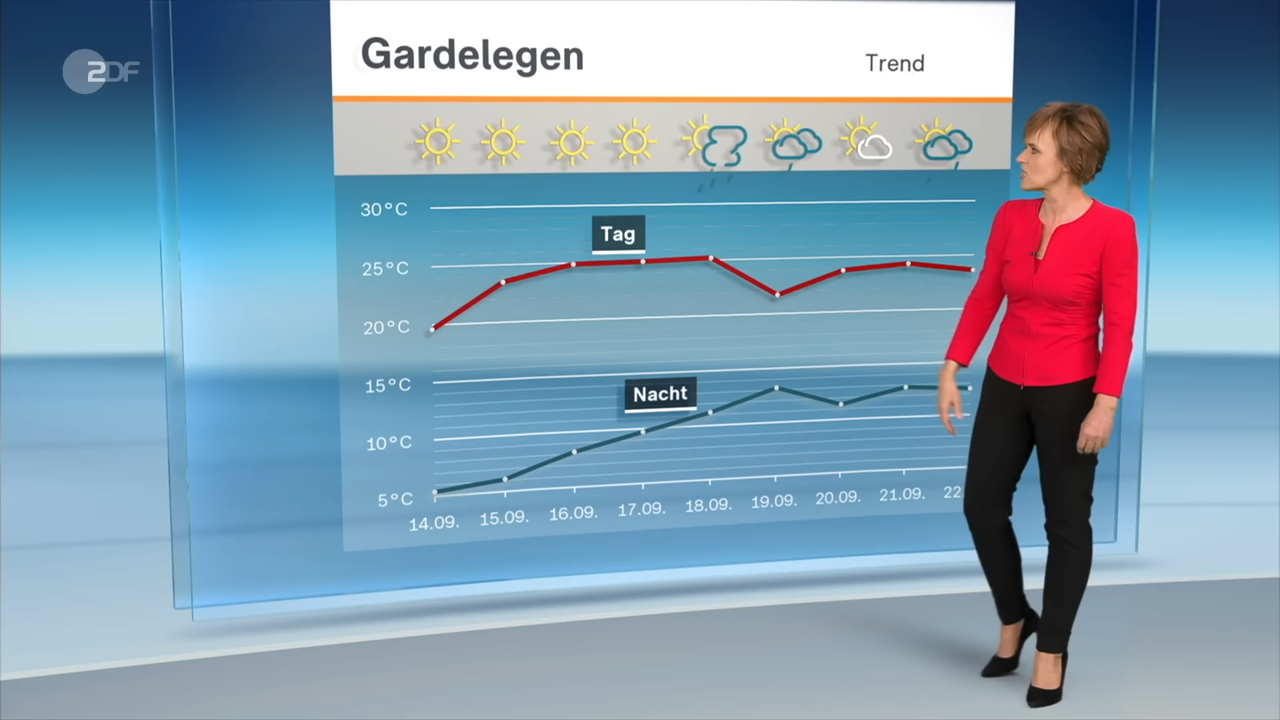 ZDF
Gardelegen
Trend
30°C
Tag
25°C
20°C
15°C
Nacht
10°C
5°C
14.09. 15.09. 16.09. 17.09. 18.09. 19.09. 20.09. 21.09. 22